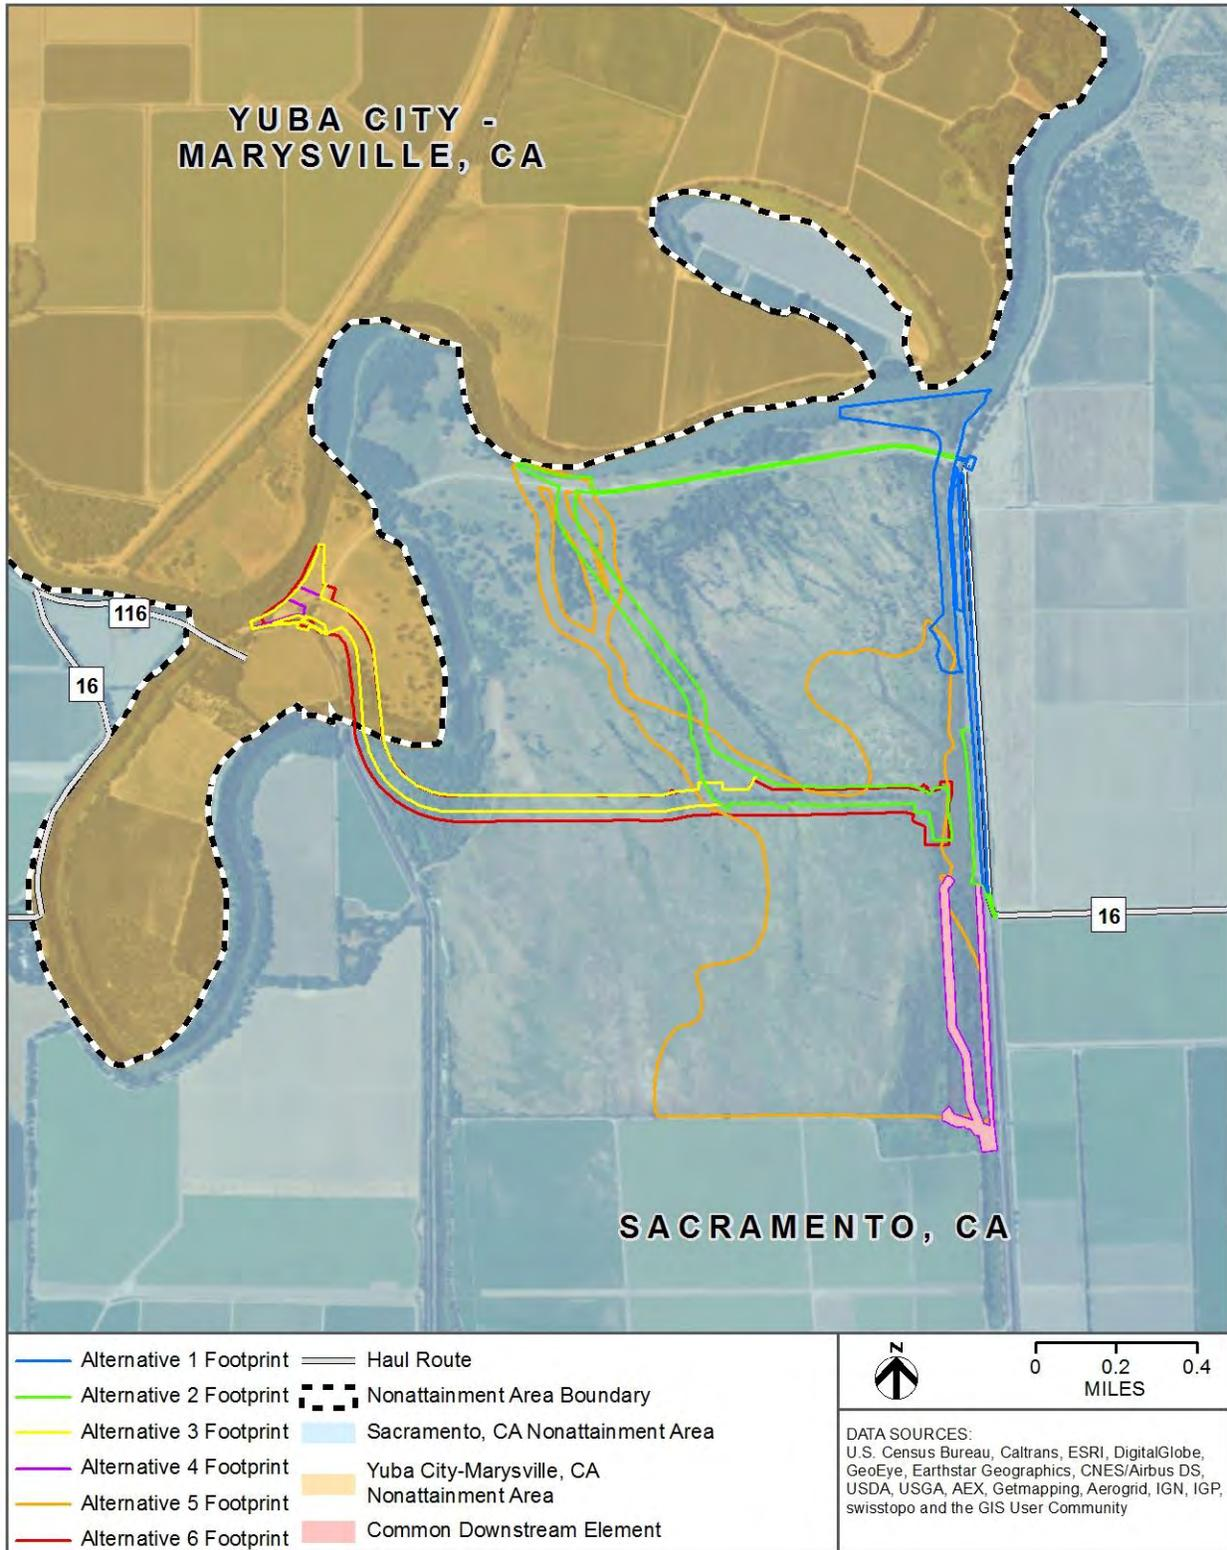 YUBA CITY -
MARYSVILLE, CA
116
16
16
SACRAMENTO, CA
Alternative 1 Footprint
Alternative 2 Footprint
Alternative 3 Footprint
Alternative 4 Footprint
Alternative 5 Footprint
Alternative 6 Footprint
Haul Route
Nonattainment Area Boundary
Sacramento, CA Nonattainment Area
Yuba City-Marysville, CA
Nonattainment Area
Common Downstream Element
N
0 0.2 0.4
MILES
DATA SOURCES:
U.S. Census Bureau, Caltrans, ESRI, DigitalGlobe,
GeoEye, Earthstar Geographics, CNES/Airbus DS,
USDA, USGA, AEX, Getmapping, Aerogrid, IGN, IGP,
swisstopo and the GIS User Community